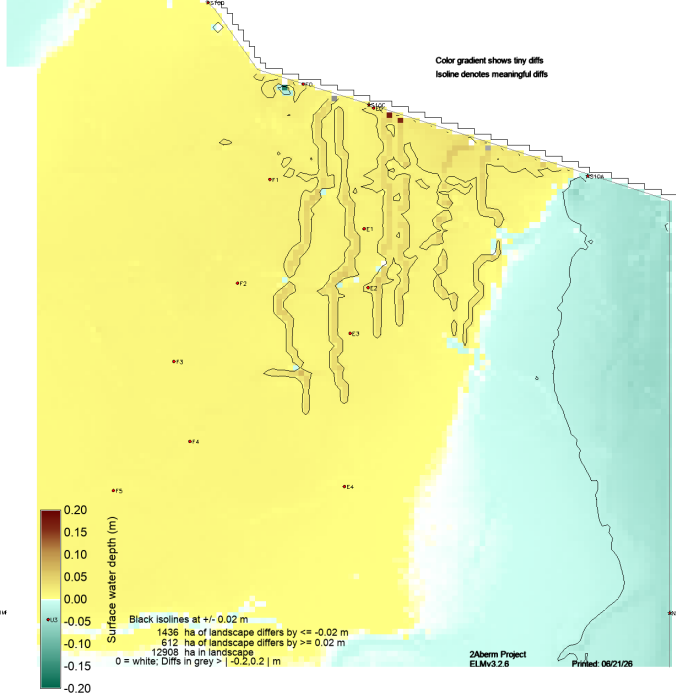 S10D
Color gradient shows tiny diffs
Isoline denotes meaningful diffs
F0
S10C
S10A
F1
E1
F2
E2
E3
F3
F4
E4
F5
0.20
0.15
0.10
0.05
0.00
-0.05
-0.10
-0.15
-0.20
Surface water depth (m)
U3
Black isolines at +/- 0.02 m
1436 ha of landscape differs by <= -0.02 m
612 ha of landscape differs by >= 0.02 m
12908 ha in landscape
0 = white; Diffs in grey > | -0.2,0.2 | m
2Aberm Project
ELMv3.2.6
Printed: 06/21/26